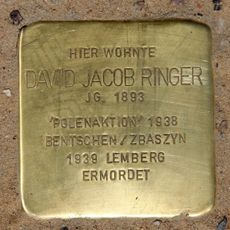 HIER WOHNTE
DAVID JACOB RINGER
JG. 1893
'POLENAKTION' 1938
BENTSCHEN / ZBASZYN
1939 LEMBERG
ERMORDET